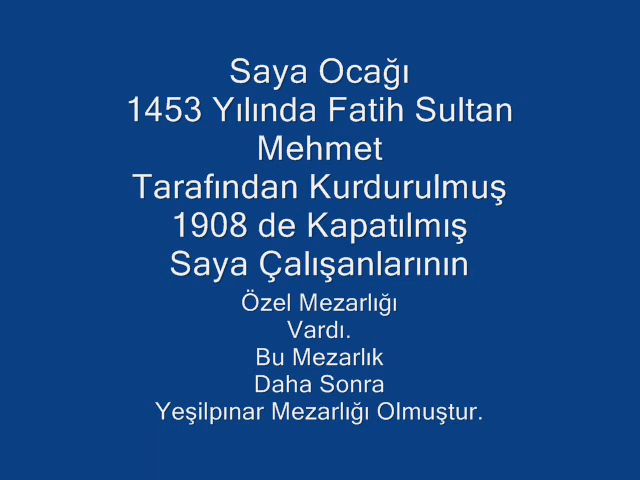 Saya Ocağı
1453 Yılında Fatih Sultan
Mehmet
Tarafından Kurdurulmuş
1908 de Kapatılmış
Saya Çalışanlarının
Özel Mezarlığı
Vardı.
Bu Mezarlık
Daha Sonra
Yeşilpınar Mezarlığı Olmuştur.